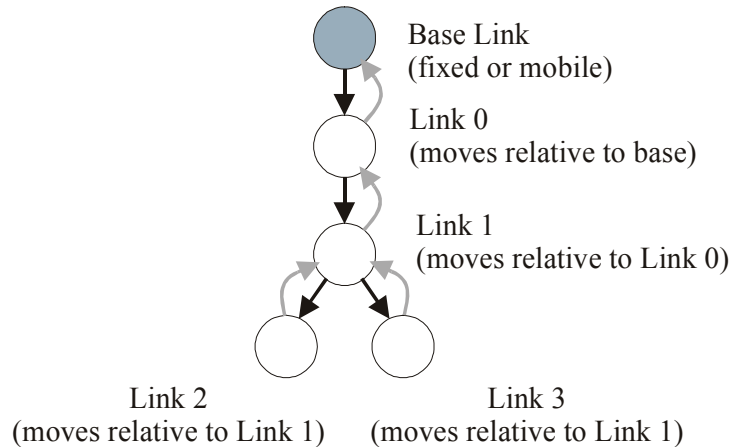 Base Link
(fixed or mobile)
Link 0
(moves relative to base)
Link 1
(moves relative to Link 0)
Link 2
(moves relative to Link 1)
Link 3
(moves relative to Link 1)